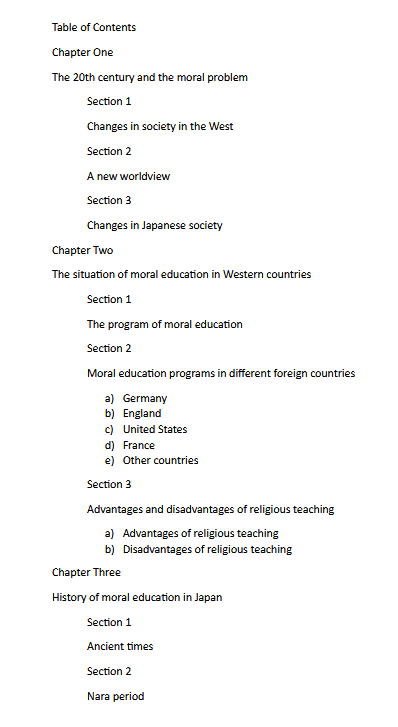 Table of Contents
Chapter One
The 20th century and the moral problem
Section 1
Changes in society in the West
Section 2
A new worldview
Section 3
Changes in Japanese society
Chapter Two
The situation of moral education in Western countries
Section 1
The program of moral education
Section 2
Moral education programs in different foreign countries
a) Germany
b) England
c) United States
d) France
e) Other countries
Section 3
Advantages and disadvantages of religious teaching
a) Advantages of religious teaching
b) Disadvantages of religious teaching
Chapter Three
History of moral education in Japan
Section 1
Ancient times
Section 2
Nara period